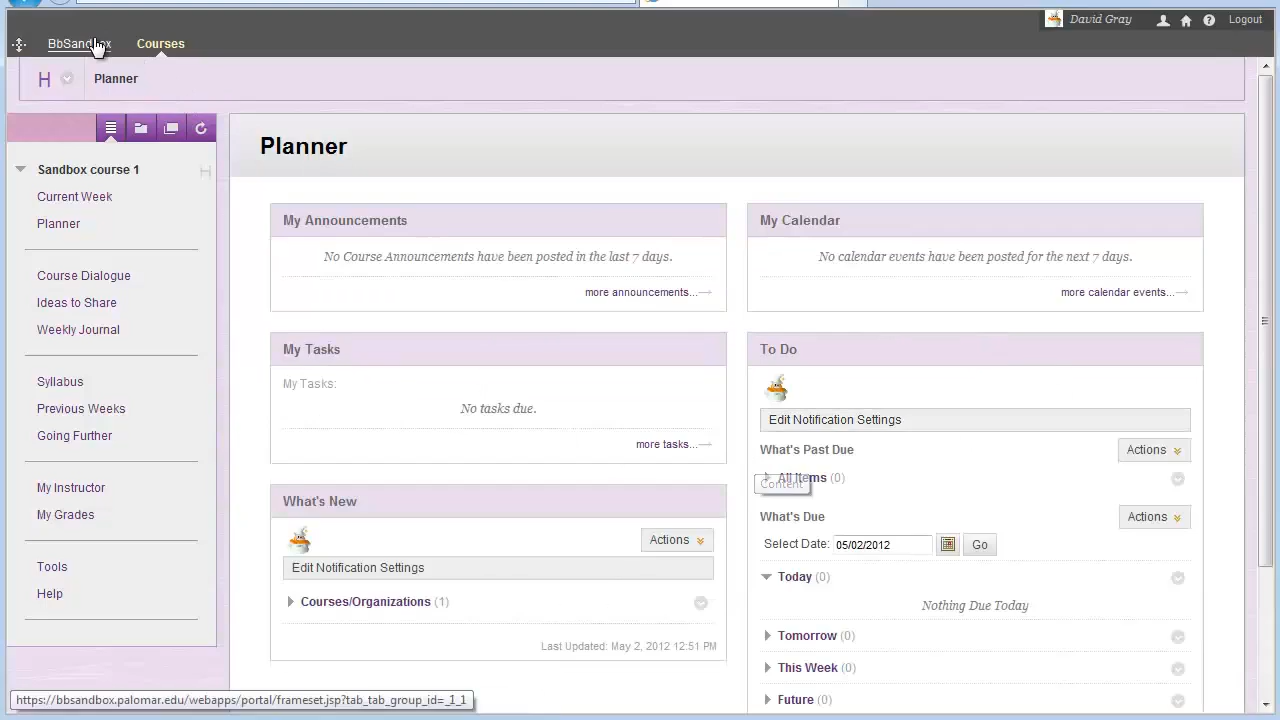 David Gray
Logout
BbSandbox
Courses
Planner
Planner
Sandbox course 1
Current Week
Planner
Course Dialogue
Ideas to Share
Weekly Journal
Syllabus
Previous Weeks
Going Further
My Instructor
My Grades
Tools
Help
My Announcements
No Course Announcements have been posted in the last 7 days.
more announcements...
My Tasks
My Tasks:
No tasks due.
more tasks...
What's New
Actions
Edit Notification Settings
Courses/Organizations (1)
Last Updated: May 2, 2012 12:51 PM
My Calendar
No calendar events have been posted for the next 7 days.
more calendar events...
To Do
Edit Notification Settings
What's Past Due
Actions
All Items (0)
Content
What's Due
Actions
Select Date: 05/02/2012 Go
Today (0)
Nothing Due Today
Tomorrow (0)
This Week (0)
Future (0)
https://bbsandbox.palomar.edu/webapps/portal/frameset.jsp?tab_tab_group_id=_1_1